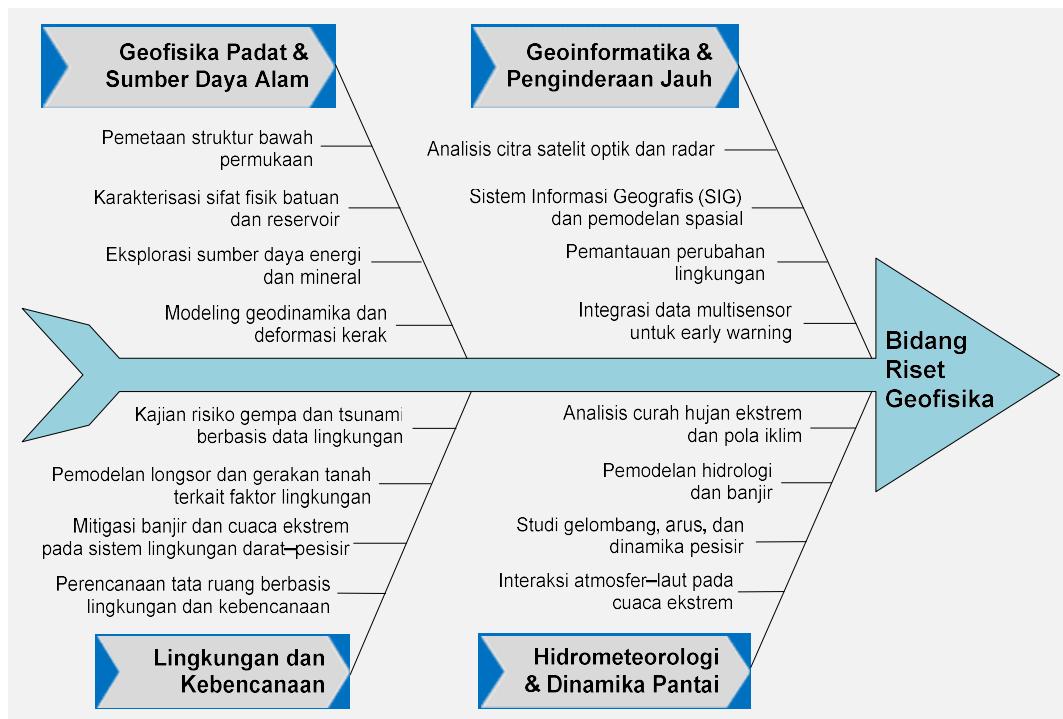 Geofisika Padat &
Sumber Daya Alam
Pemetaan struktur bawah
permukaan
Karakterisasi sifat fisik batuan
dan reservoir
Eksplorasi sumber daya energi
dan mineral
Modeling geodinamika dan
deformasi kerak
Geoinformatika &
Penginderaan Jauh
Analisis citra satelit optik dan radar
Sistem Informasi Geografis (SIG)
dan pemodelan spasial
Pemantauan perubahan
lingkungan
Integrasi data multisensor
untuk early warning
Bidang
Riset
Geofisika
Kajian risiko gempa dan tsunami
berbasis data lingkungan
Pemodelan longsor dan gerakan tanah
terkait faktor lingkungan
Mitigasi banjir dan cuaca ekstrem
pada sistem lingkungan darat–pesisir
Perencanaan tata ruang berbasis
lingkungan dan kebencanaan
Lingkungan dan
Kebencanaan
Analisis curah hujan ekstrem
dan pola iklim
Pemodelan hidrologi
dan banjir
Studi gelombang, arus, dan
dinamika pesisir
Interaksi atmosfer–laut pada
cuaca ekstrem
Hidrometeorologi
& Dinamika Pantai